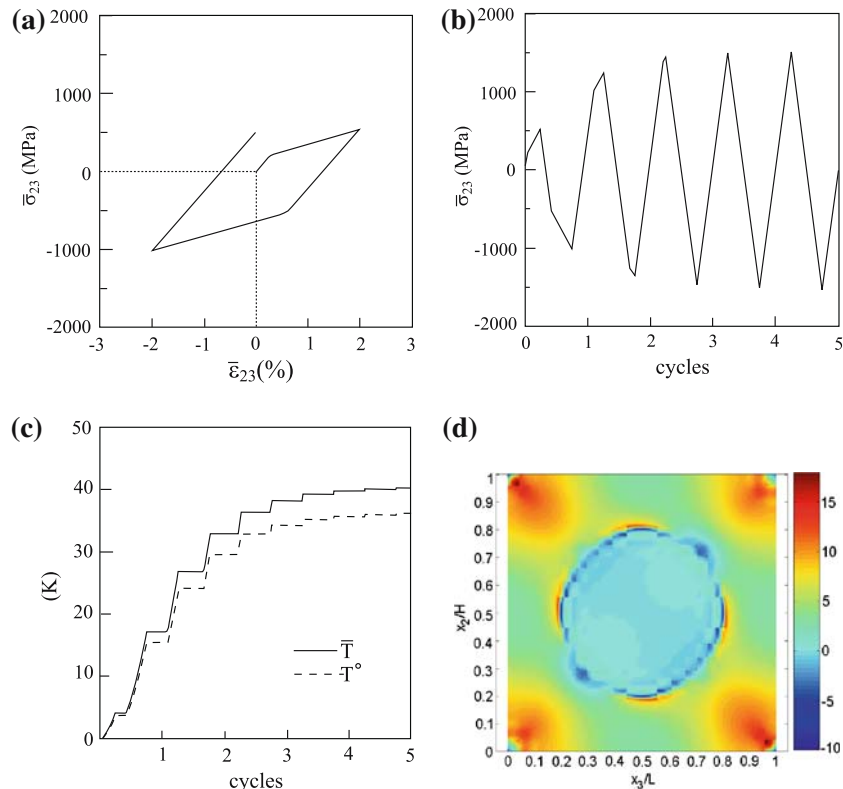 (a)
2000
1000
0
-1000
-2000
σ̄₂₃ (MPa)
-3 -2 -1 0 1 2 3
ε̄₂₃(%)
(b)
2000
1000
0
-1000
-2000
σ̄₂₃ (MPa)
0 1 2 3 4 5
cycles
(c)
50
40
30
20
10
0
(K)
T̄
T°
1 2 3 4 5
cycles
(d)
1
0.9
0.8
0.7
0.6
0.5
0.4
0.3
0.2
0.1
0
x₂/H
0 0.1 0.2 0.3 0.4 0.5 0.6 0.7 0.8 0.9 1
x₃/L
15
10
5
0
-5
-10